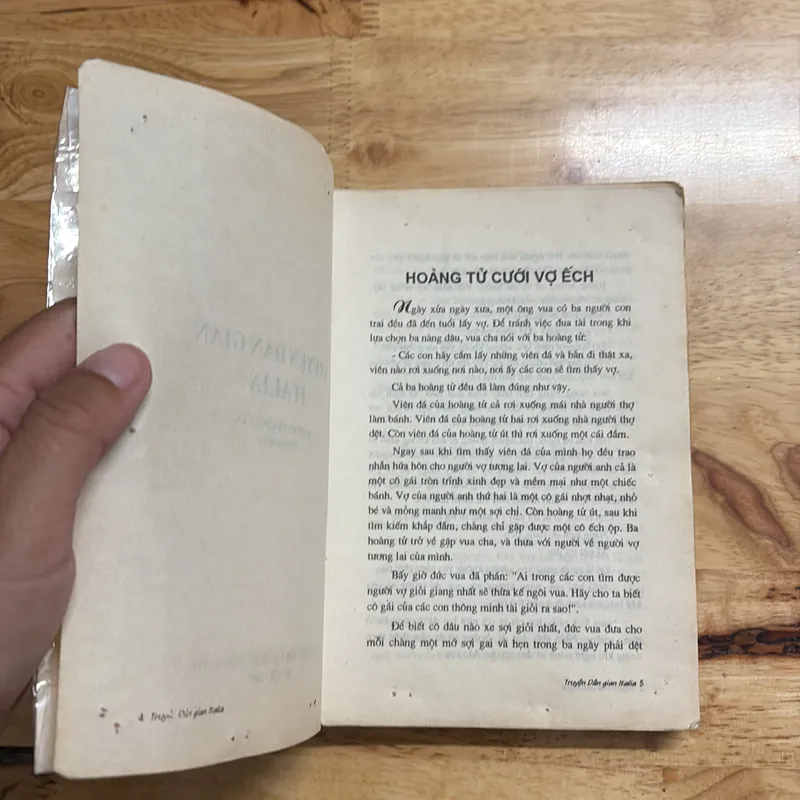 4 Truyện Dân gian Italia
HOÀNG TỬ CƯỚI VỢ ẾCH
Ngày xửa ngày xưa, một ông vua có ba người con
trai đều đã đến tuổi lấy vợ. Để tránh việc đua tài trong khi
lựa chọn ba nàng dâu, vua cha nói với ba hoàng tử:
- Các con hãy cầm lấy những viên đá và bắn đi thật xa,
viên nào rơi xuống nơi nào, nơi ấy các con sẽ tìm thấy vợ.
Cả ba hoàng tử đều đã làm đúng như vậy.
Viên đá của hoàng tử cả rơi xuống mái nhà người thợ
làm bánh. Viên đá của hoàng tử hai rơi xuống nhà người thợ
dệt. Còn viên đá của hoàng tử út thì rơi xuống một cái đầm.
Ngay sau khi tìm thấy viên đá của mình họ đều trao
nhẫn hứa hôn cho người vợ tương lai. Vợ của người anh cả là
một cô gái tròn trĩnh xinh đẹp và mềm mại như một chiếc
bánh. Vợ của người anh thứ hai là một cô gái nhợt nhạt, nhỏ
bé và mỏng manh như một sợi chỉ. Còn hoàng tử út, sau khi
tìm kiếm khắp đầm, chàng chỉ gặp được một cô ếch ộp. Ba
hoàng tử trở về gặp vua cha, và thưa với người về người vợ
tương lai của mình.
Bấy giờ đức vua đã phán: "Ai trong các con tìm được
người vợ giỏi giang nhất sẽ thừa kế ngôi vua. Hãy cho ta biết
cô gái của các con thông minh tài giỏi ra sao!".
Để biết cô dâu nào xe sợi giỏi nhất, đức vua đưa cho
mỗi chàng một mớ sợi gai và hẹn trong ba ngày phải dệt
Truyện Dân gian Italia 5